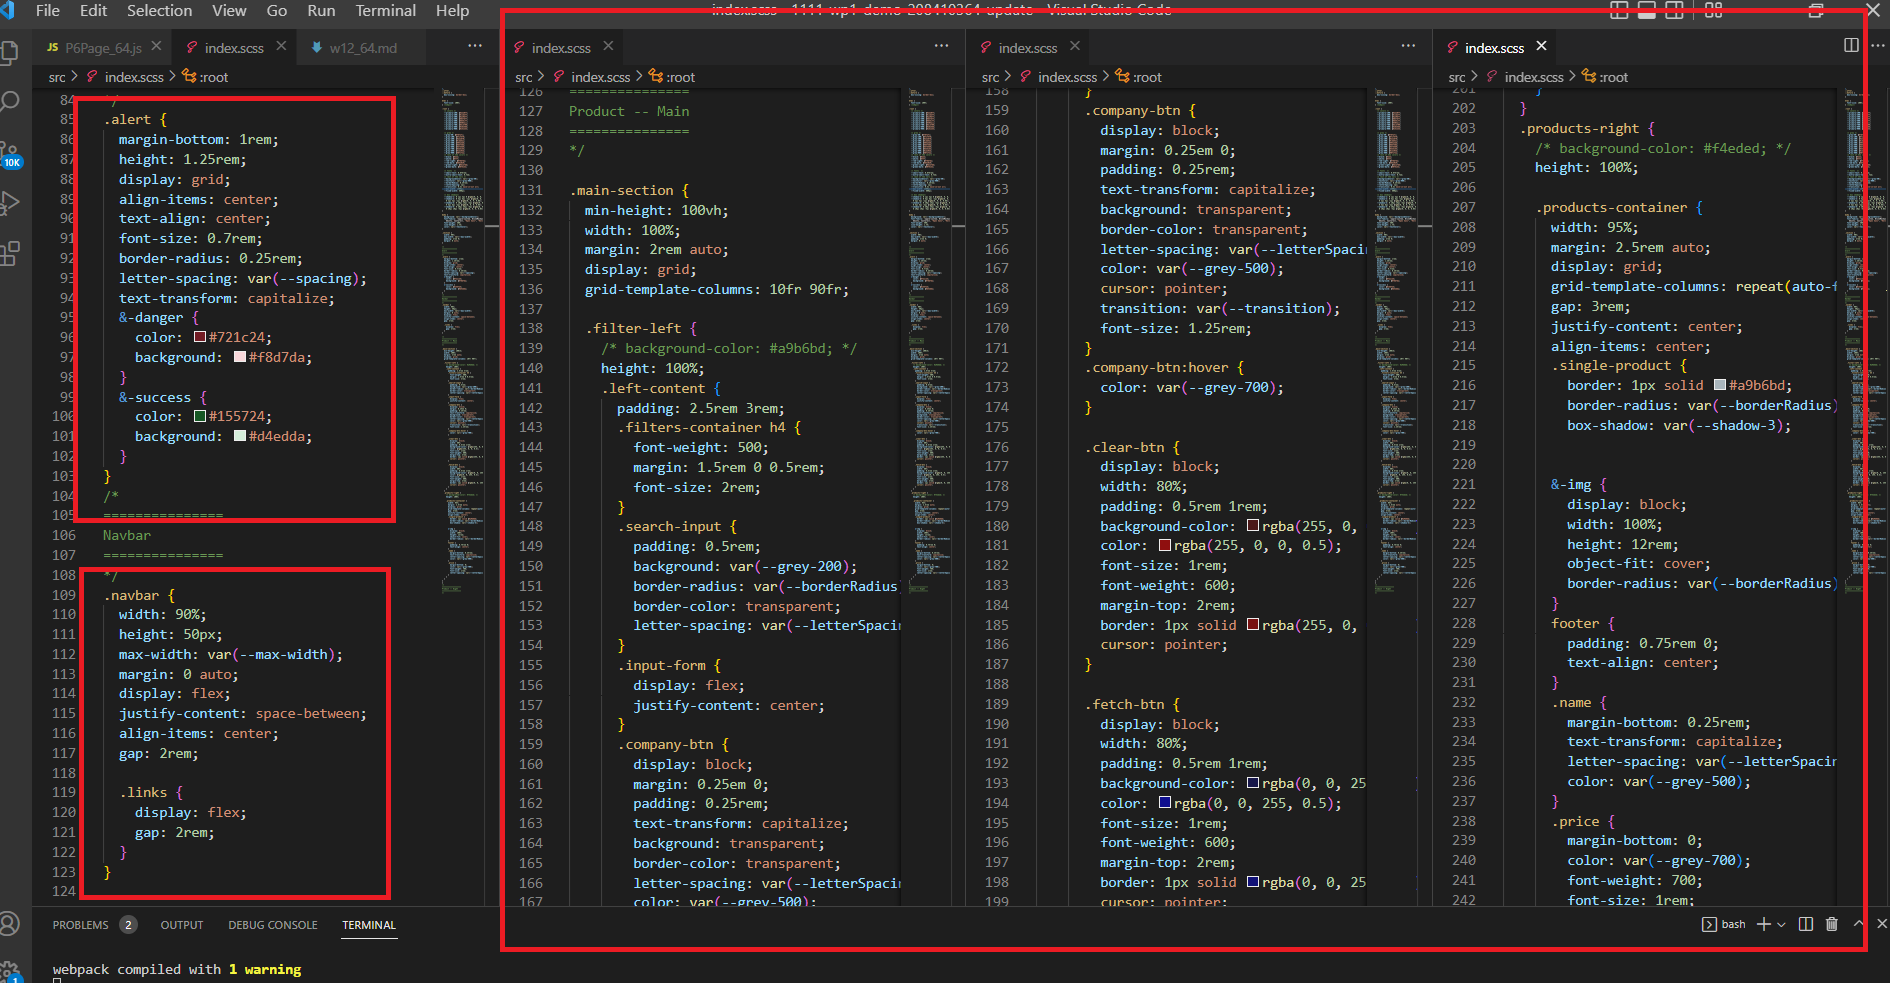 File Edit Selection View Go Run Terminal Help
index.scss - 1111-wp1-demo-208410364-update - Visual Studio Code
JS P6Page_64.js
index.scss
w12_64.md
src > index.scss > :root
84 */
85 .alert {
86 margin-bottom: 1rem;
87 height: 1.25rem;
88 display: grid;
89 align-items: center;
90 text-align: center;
91 font-size: 0.7rem;
92 border-radius: 0.25rem;
93 letter-spacing: var(--spacing);
94 text-transform: capitalize;
95 &-danger {
96 color: #721c24;
97 background: #f8d7da;
98 }
99 &-success {
100 color: #155724;
101 background: #d4edda;
102 }
103 }
104 /*
105 ===============
106 Navbar
107 ===============
108 */
109 .navbar {
110 width: 90%;
111 height: 50px;
112 max-width: var(--max-width);
113 margin: 0 auto;
114 display: flex;
115 justify-content: space-between;
116 align-items: center;
117 gap: 2rem;
118
119 .links {
120 display: flex;
121 gap: 2rem;
122 }
123 }
124
index.scss
src > index.scss > :root
126 ===============
127 Product -- Main
128 ===============
129 */
130
131 .main-section {
132 min-height: 100vh;
133 width: 100%;
134 margin: 2rem auto;
135 display: grid;
136 grid-template-columns: 10fr 90fr;
137
138 .filter-left {
139 /* background-color: #a9b6bd; */
140 height: 100%;
141 .left-content {
142 padding: 2.5rem 3rem;
143 .filters-container h4 {
144 font-weight: 500;
145 margin: 1.5rem 0 0.5rem;
146 font-size: 2rem;
147 }
148 .search-input {
149 padding: 0.5rem;
150 background: var(--grey-200);
151 border-radius: var(--borderRadius)
152 border-color: transparent;
153 letter-spacing: var(--letterSpacin
154 }
155 .input-form {
156 display: flex;
157 justify-content: center;
158 }
159 .company-btn {
160 display: block;
161 margin: 0.25em 0;
162 padding: 0.25rem;
163 text-transform: capitalize;
164 background: transparent;
165 border-color: transparent;
166 letter-spacing: var(--letterSpacin
167 color: var(--grey-500);
index.scss
src > index.scss > :root
158 }
159 .company-btn {
160 display: block;
161 margin: 0.25em 0;
162 padding: 0.25rem;
163 text-transform: capitalize;
164 background: transparent;
165 border-color: transparent;
166 letter-spacing: var(--letterSpacin
167 color: var(--grey-500);
168 cursor: pointer;
169 transition: var(--transition);
170 font-size: 1.25rem;
171 }
172 .company-btn:hover {
173 color: var(--grey-700);
174 }
175
176 .clear-btn {
177 display: block;
178 width: 80%;
179 padding: 0.5rem 1rem;
180 background-color: rgba(255, 0,
181 color: rgba(255, 0, 0, 0.5);
182 font-size: 1rem;
183 font-weight: 600;
184 margin-top: 2rem;
185 border: 1px solid rgba(255, 0,
186 cursor: pointer;
187 }
188
189 .fetch-btn {
190 display: block;
191 width: 80%;
192 padding: 0.5rem 1rem;
193 background-color: rgba(0, 0, 25
194 color: rgba(0, 0, 255, 0.5);
195 font-size: 1rem;
196 font-weight: 600;
197 margin-top: 2rem;
198 border: 1px solid rgba(0, 0, 25
199 cursor: pointer;
index.scss
src > index.scss > :root
201 }
202 }
203 .products-right {
204 /* background-color: #f4eded; */
205 height: 100%;
206
207 .products-container {
208 width: 95%;
209 margin: 2.5rem auto;
210 display: grid;
211 grid-template-columns: repeat(auto-f
212 gap: 3rem;
213 justify-content: center;
214 align-items: center;
215 .single-product {
216 border: 1px solid #a9b6bd;
217 border-radius: var(--borderRadius)
218 box-shadow: var(--shadow-3);
219
220
221 &-img {
222 display: block;
223 width: 100%;
224 height: 12rem;
225 object-fit: cover;
226 border-radius: var(--borderRadius)
227 }
228 footer {
229 padding: 0.75rem 0;
230 text-align: center;
231 }
232 .name {
233 margin-bottom: 0.25rem;
234 text-transform: capitalize;
235 letter-spacing: var(--letterSpacin
236 color: var(--grey-500);
237 }
238 .price {
239 margin-bottom: 0;
240 color: var(--grey-700);
241 font-weight: 700;
242 font-size: 1rem;
10K
PROBLEMS 2 OUTPUT DEBUG CONSOLE TERMINAL
bash
webpack compiled with 1 warning
1